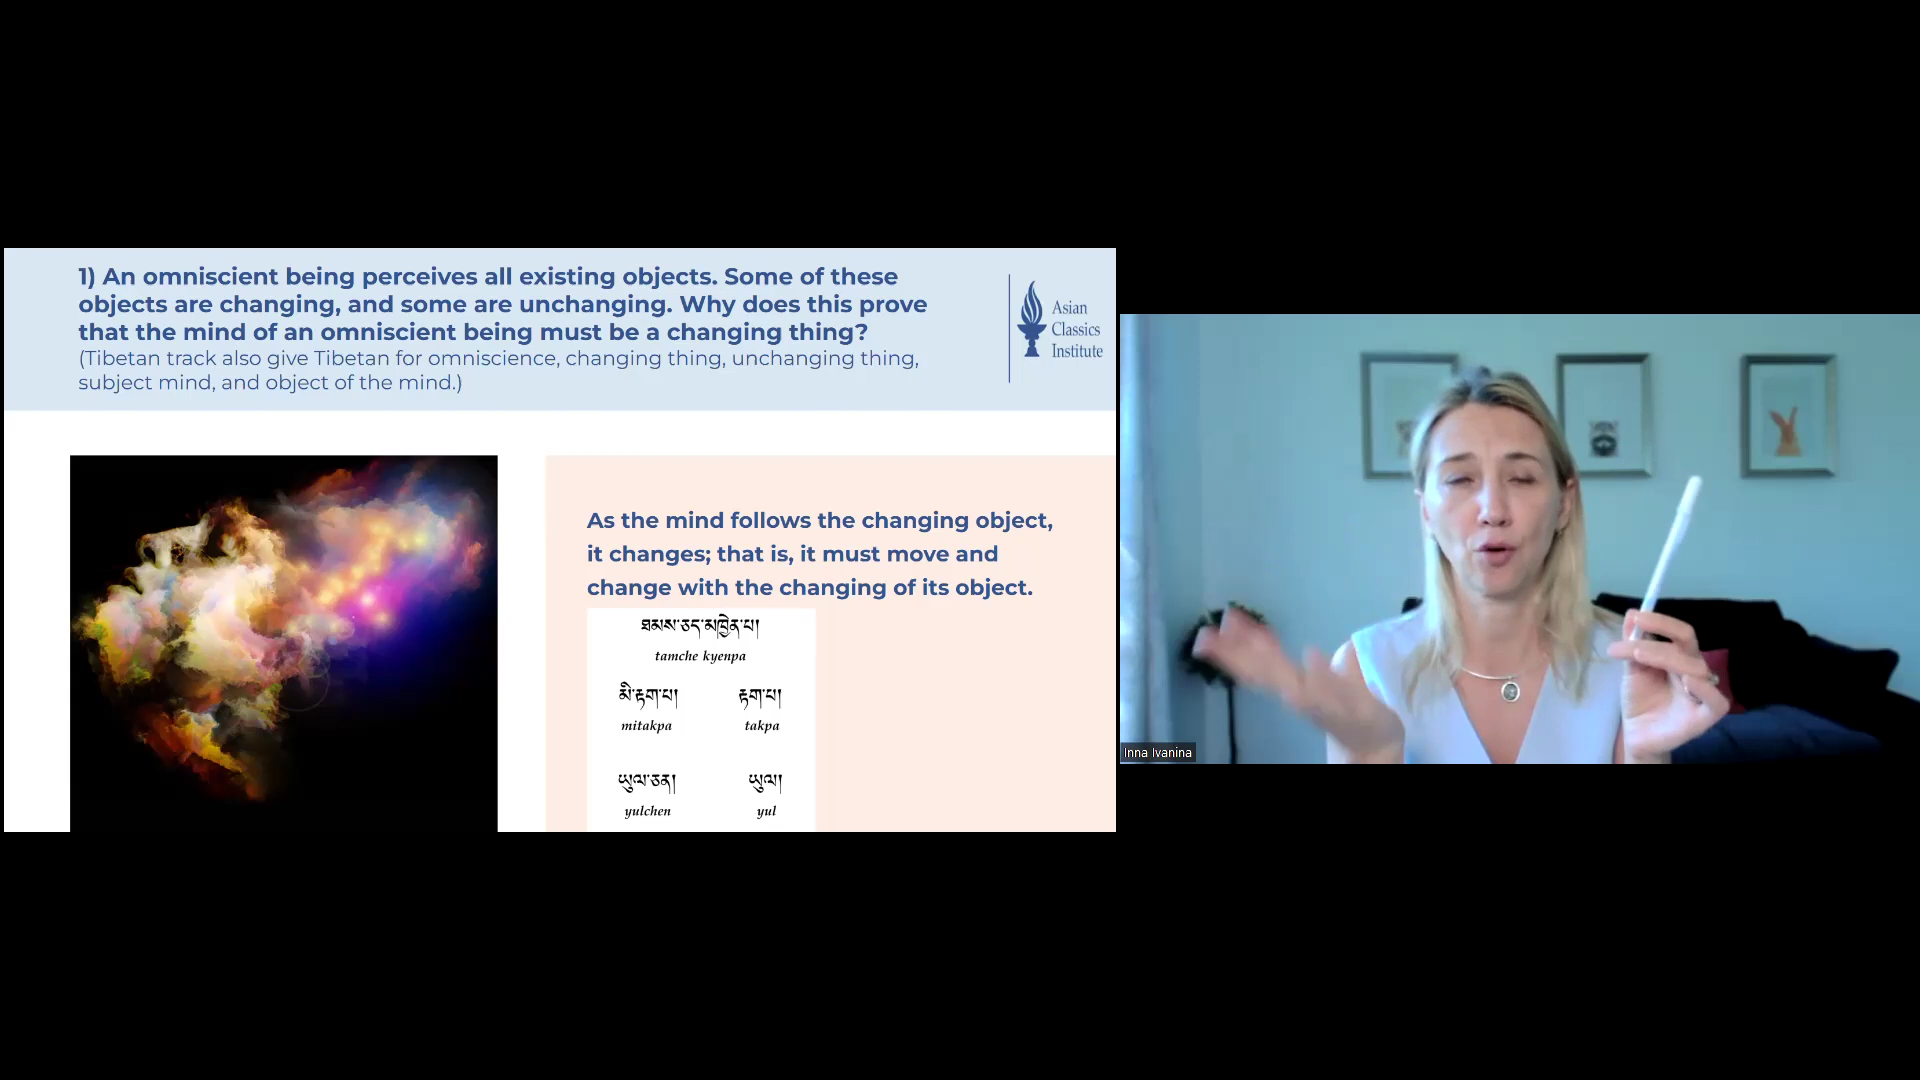 1) An omniscient being perceives all existing objects. Some of these
objects are changing, and some are unchanging. Why does this prove
that the mind of an omniscient being must be a changing thing?
(Tibetan track also give Tibetan for omniscience, changing thing, unchanging thing,
subject mind, and object of the mind.)
Asian
Classics
Institute
As the mind follows the changing object,
it changes; that is, it must move and
change with the changing of its object.
ཐམས་ཅད་མཁྱེན་པ།
tamche kyenpa
མི་རྟག་པ། རྟག་པ།
mitakpa takpa
ཡུལ་ཅན། ཡུལ།
yulchen yul
Inna Ivanina